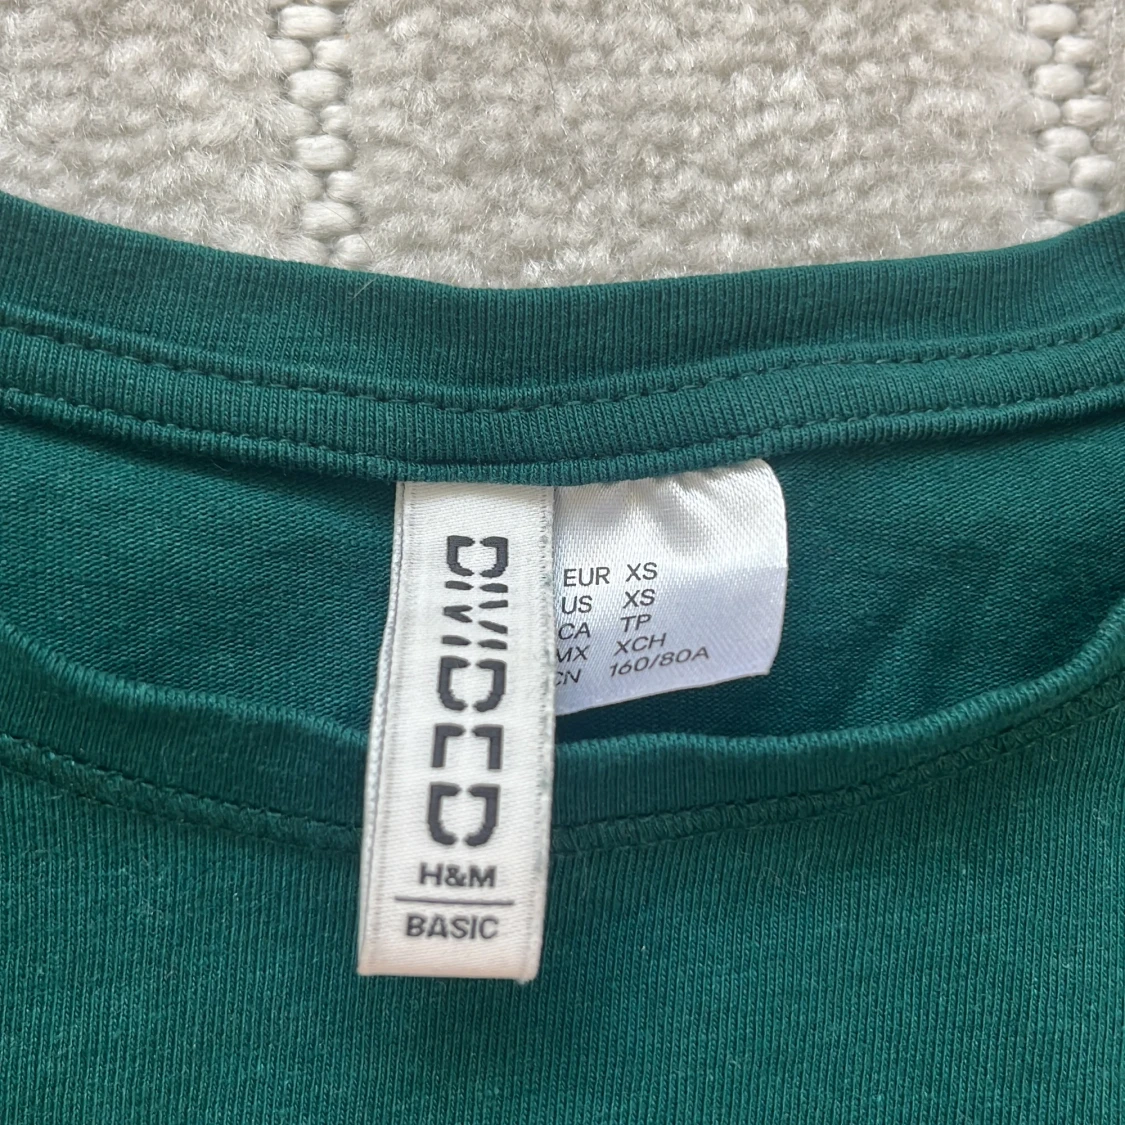 DIVIDED
H&M
BASIC
EUR XS
US XS
CA TP
MX XCH
CN 160/80A